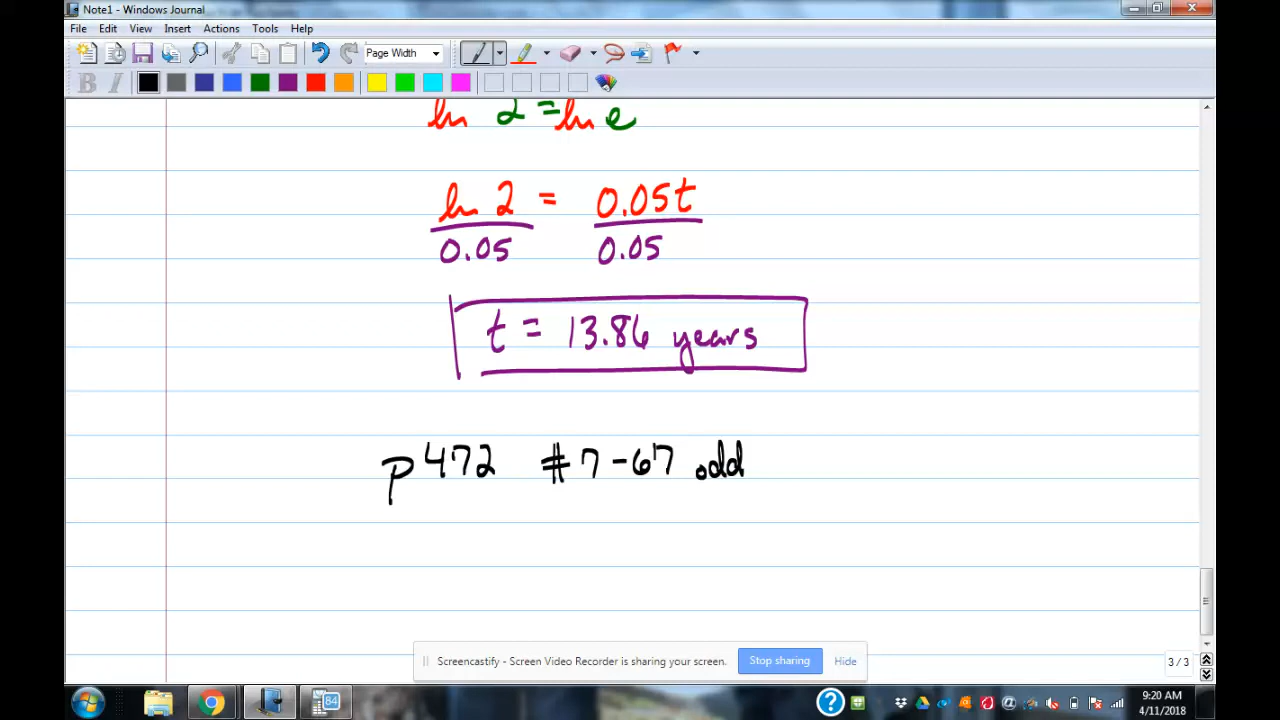 Note1 - Windows Journal
File Edit View Insert Actions Tools Help
Page Width
B I
ln 2 = ln e
ln 2 = 0.05t
0.05 0.05
t = 13.86 years
p472 #7-67 odd
Screencastify - Screen Video Recorder is sharing your screen. Stop sharing Hide
3 / 3
84
9:20 AM
4/11/2018